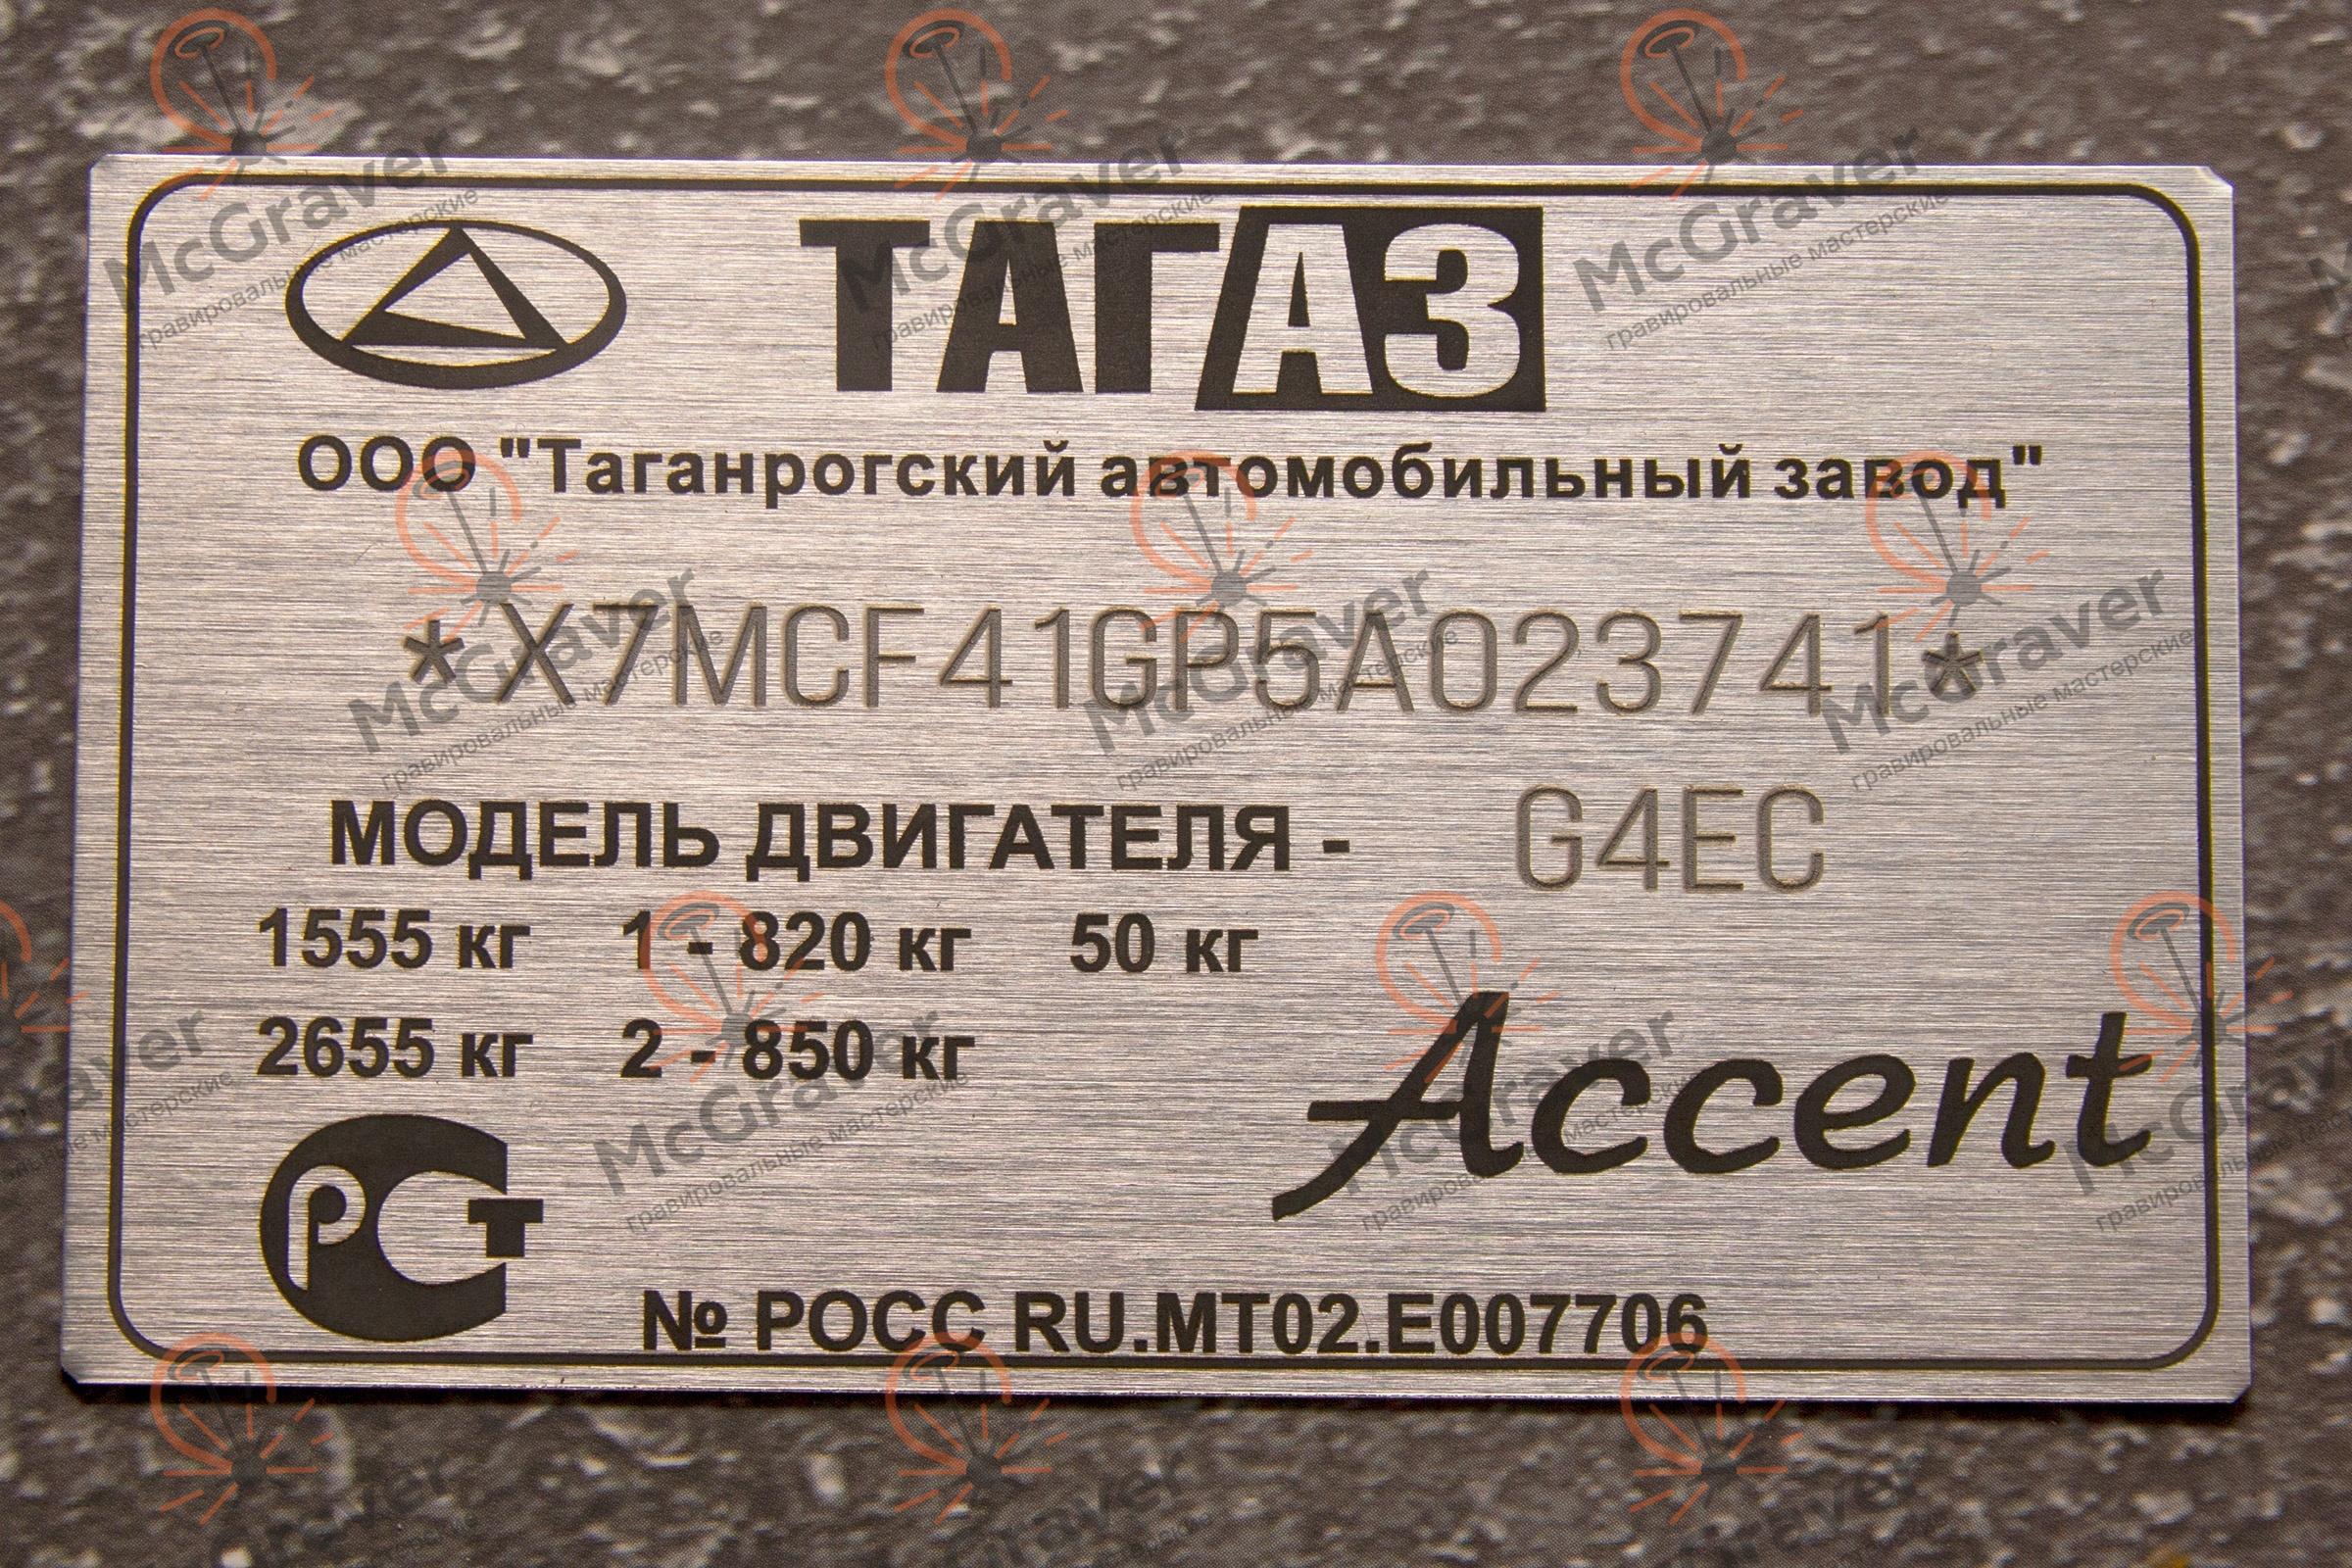 ТАГАЗ
ООО "Таганрогский автомобильный завод"
*X7MCF41GP5A023741*
МОДЕЛЬ ДВИГАТЕЛЯ - G4EC
1555 кг 1 - 820 кг 50 кг
2655 кг 2 - 850 кг
Accent
РСТ
№ РОСС RU.МТ02.Е007706
McGraver
гравировальные мастерские